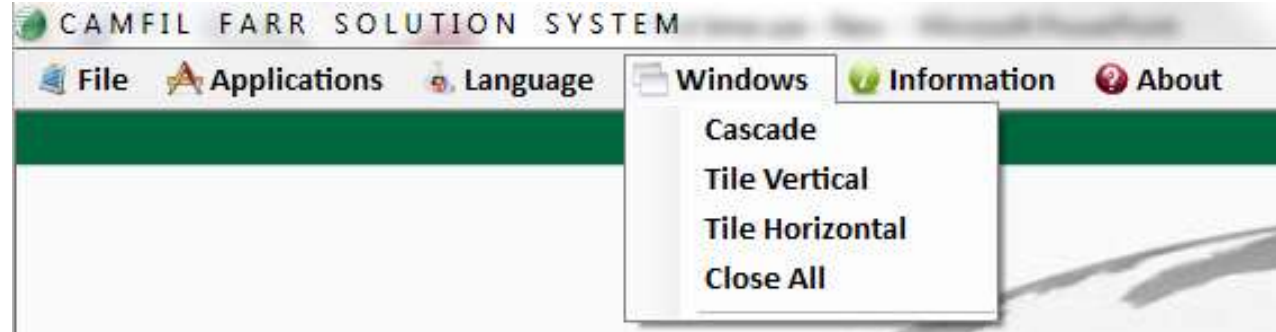 CAMFIL FARR SOLUTION SYSTEM
File Applications Language Windows Information About
Cascade
Tile Vertical
Tile Horizontal
Close All